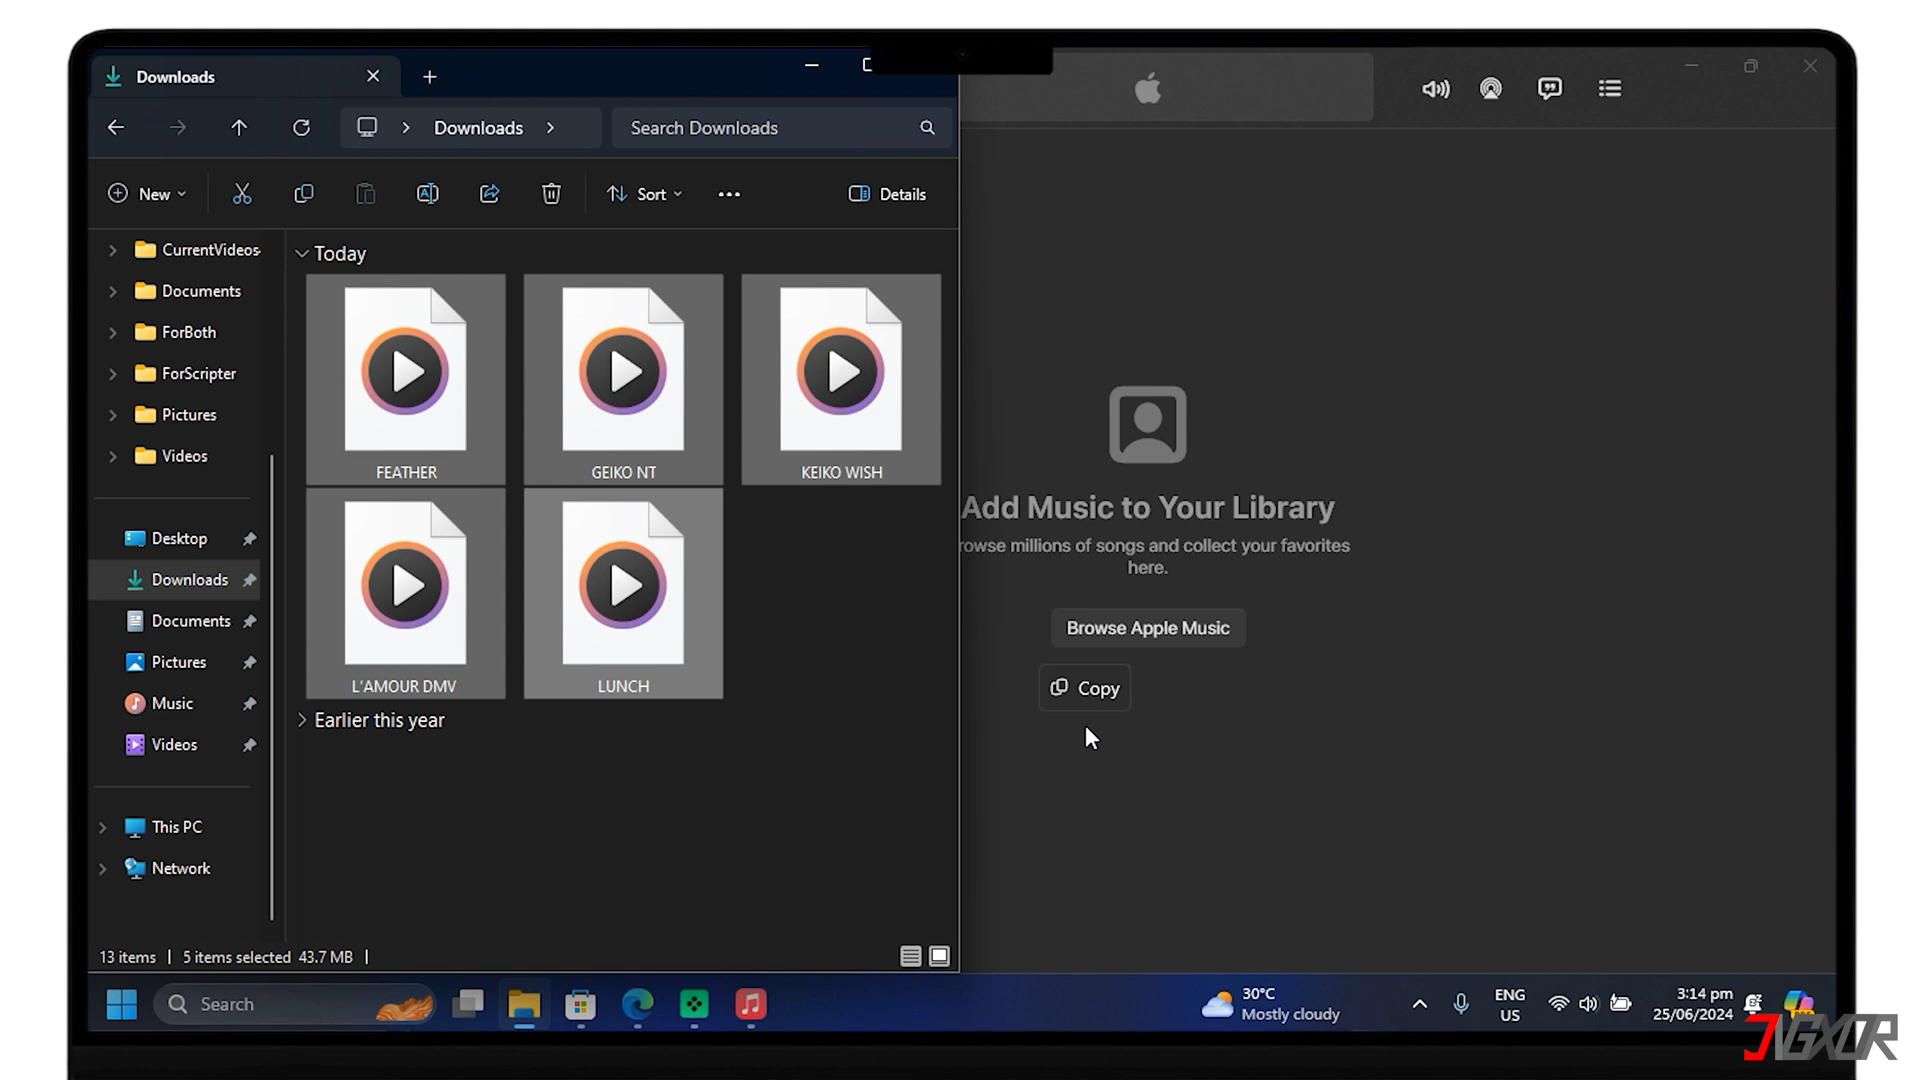 Downloads
Downloads
Search Downloads
New
Sort
Details
CurrentVideos
Documents
ForBoth
ForScripter
Pictures
Videos
Desktop
Downloads
Documents
Pictures
Music
Videos
This PC
Network
Today
FEATHER
GEIKO NT
KEIKO WISH
L'AMOUR DMV
LUNCH
Earlier this year
13 items
5 items selected 43.7 MB
Add Music to Your Library
rowse millions of songs and collect your favorites
here.
Browse Apple Music
Copy
Search
30°C
Mostly cloudy
ENG
US
3:14 pm
25/06/2024
JIGXOR